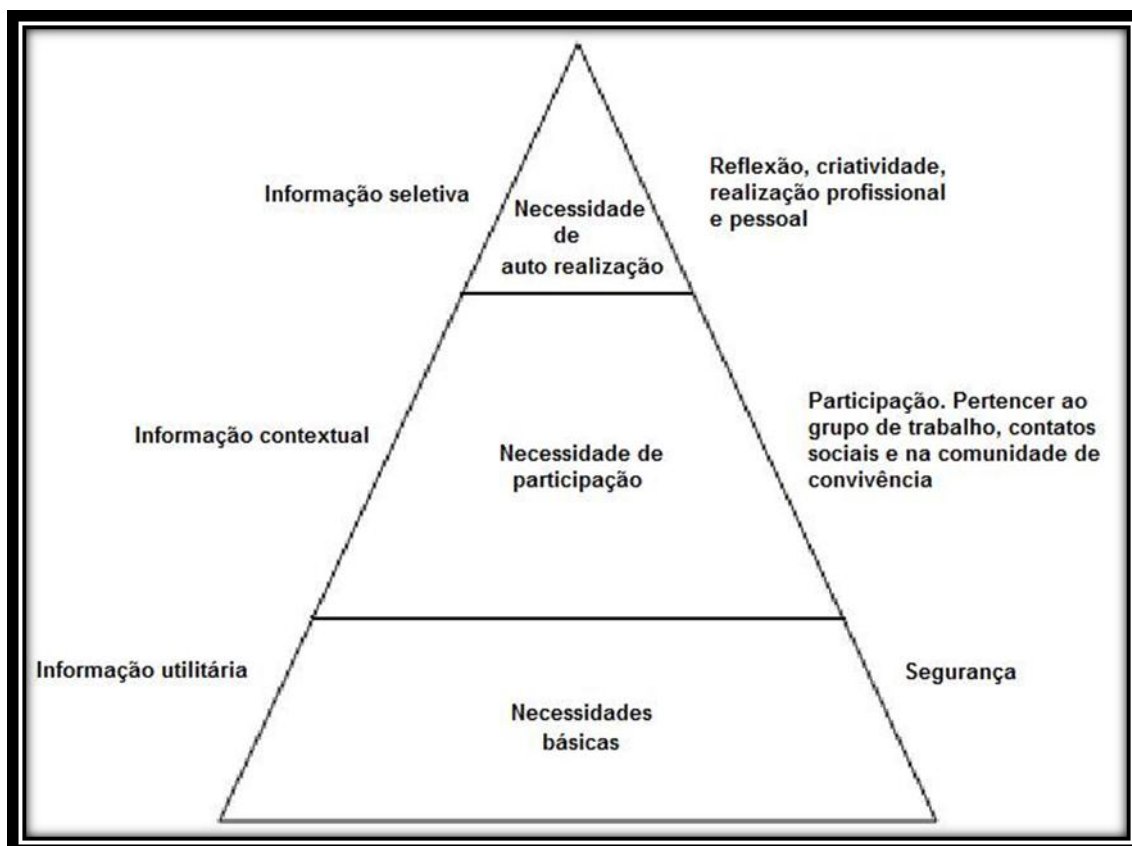 Informação seletiva
Necessidade
de
auto realização
Reflexão, criatividade,
realização profissional
e pessoal
Informação contextual
Necessidade de
participação
Participação. Pertencer ao
grupo de trabalho, contatos
sociais e na comunidade de
convivência
Informação utilitária
Necessidades
básicas
Segurança